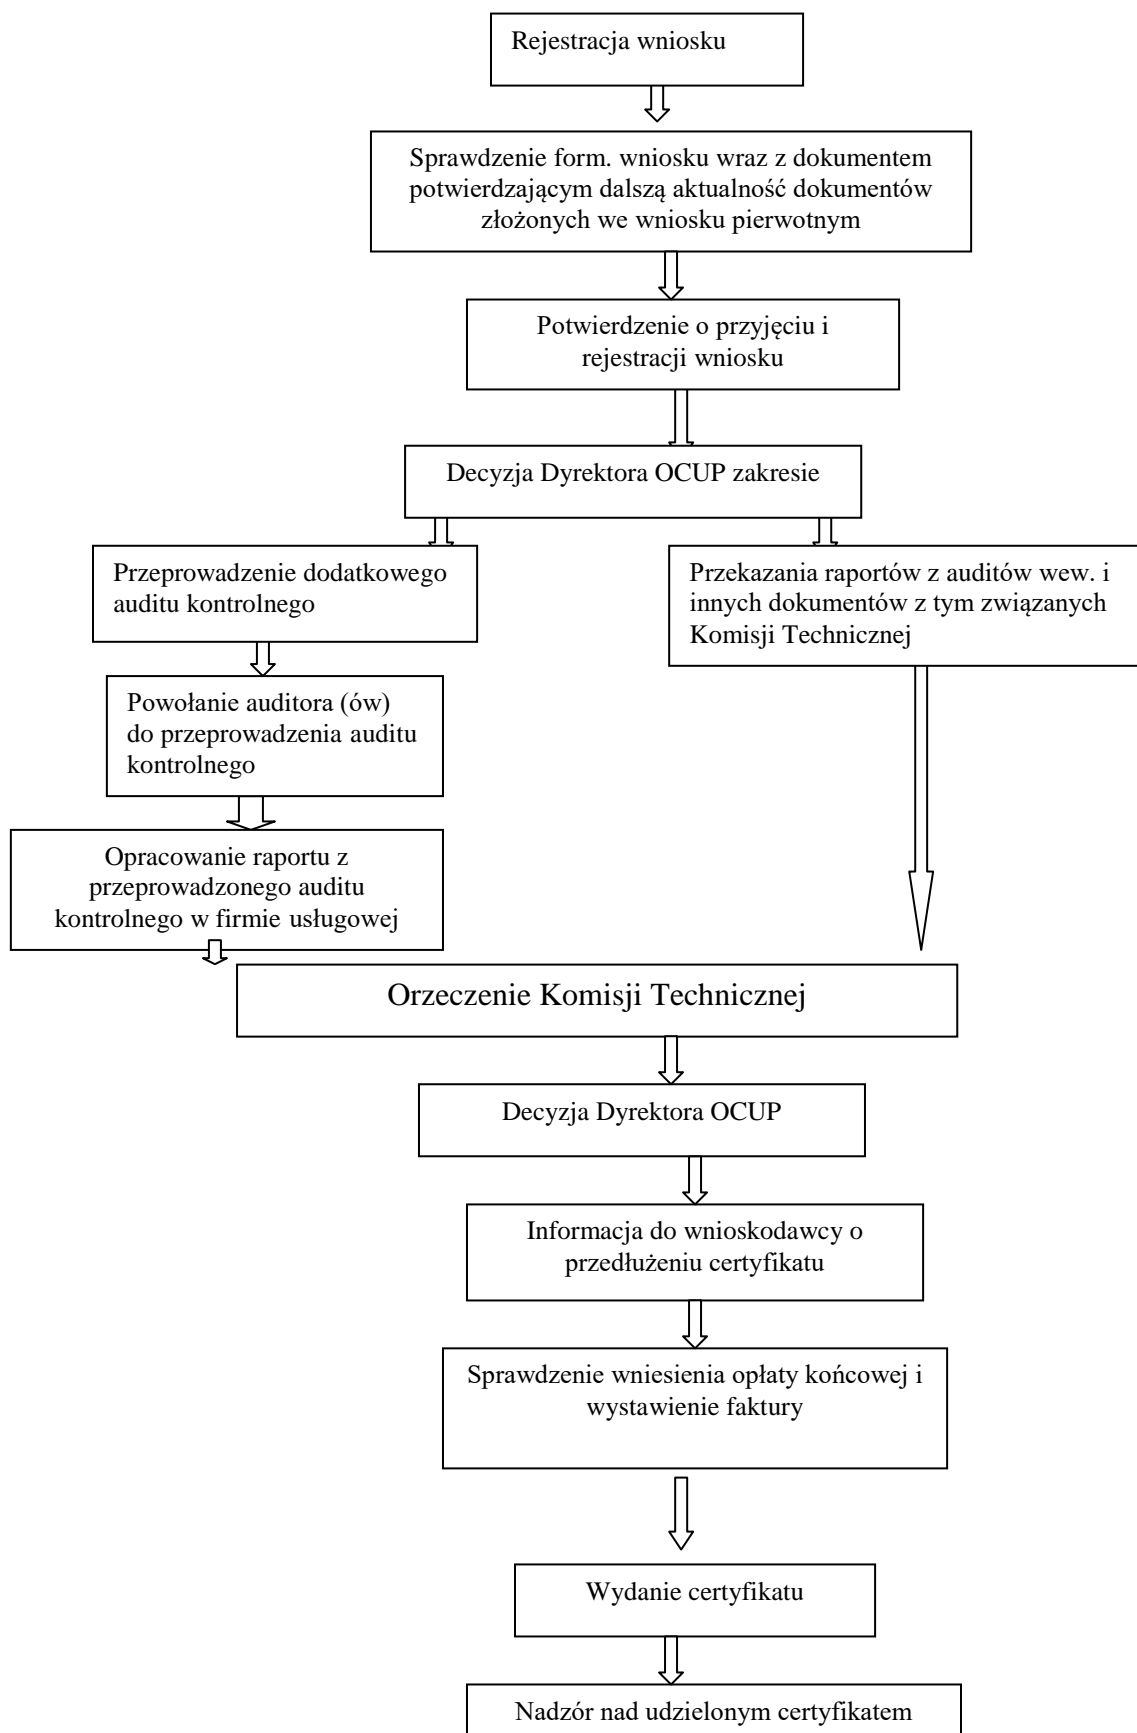 Rejestracja wniosku
Sprawdzenie form. wniosku wraz z dokumentem
potwierdzającym dalszą aktualność dokumentów
złożonych we wniosku pierwotnym
Potwierdzenie o przyjęciu i
rejestracji wniosku
Decyzja Dyrektora OCUP zakresie
Przeprowadzenie dodatkowego
auditu kontrolnego
Przekazania raportów z auditów wew. i
innych dokumentów z tym związanych
Komisji Technicznej
Powołanie auditora (ów)
do przeprowadzenia auditu
kontrolnego
Opracowanie raportu z
przeprowadzonego auditu
kontrolnego w firmie usługowej
Orzeczenie Komisji Technicznej
Decyzja Dyrektora OCUP
Informacja do wnioskodawcy o
przedłużeniu certyfikatu
Sprawdzenie wniesienia opłaty końcowej i
wystawienie faktury
Wydanie certyfikatu
Nadzór nad udzielonym certyfikatem